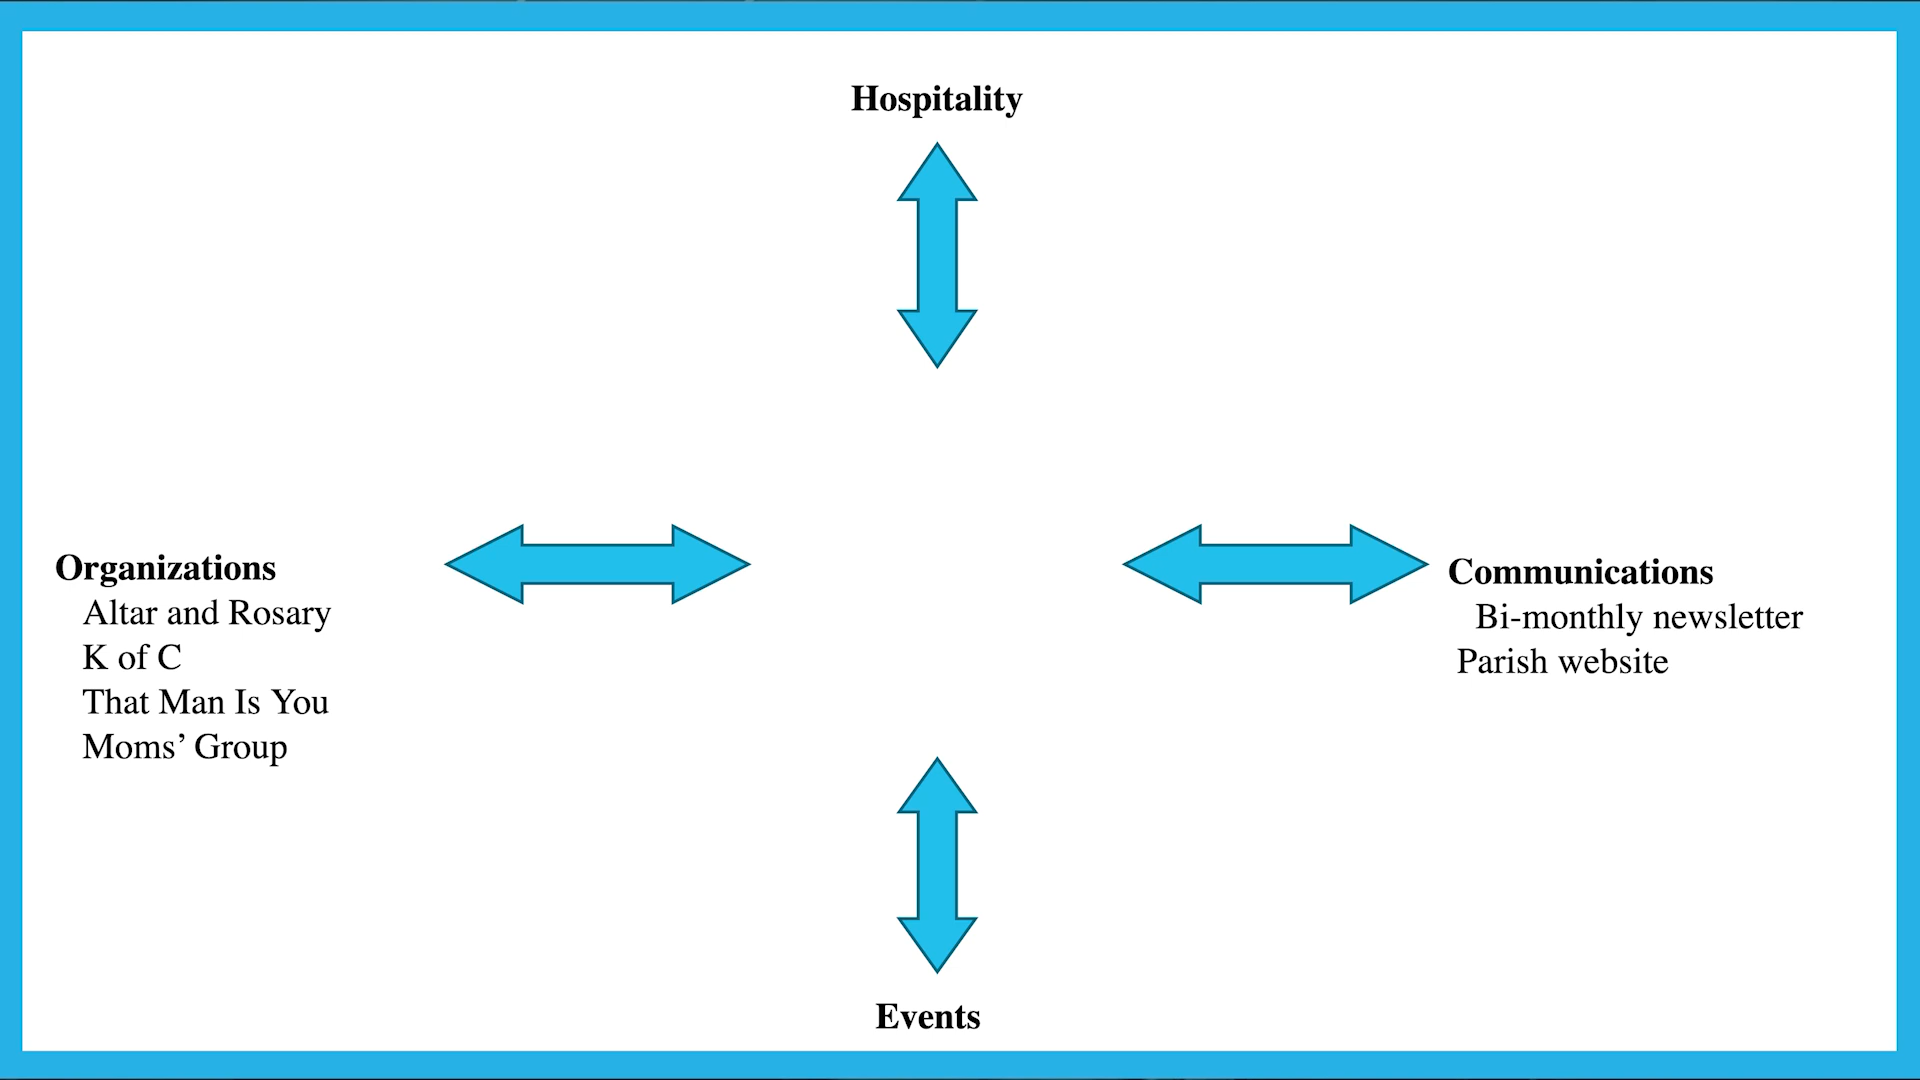 Hospitality
Organizations
Altar and Rosary
K of C
That Man Is You
Moms’ Group
Communications
Bi-monthly newsletter
Parish website
Events